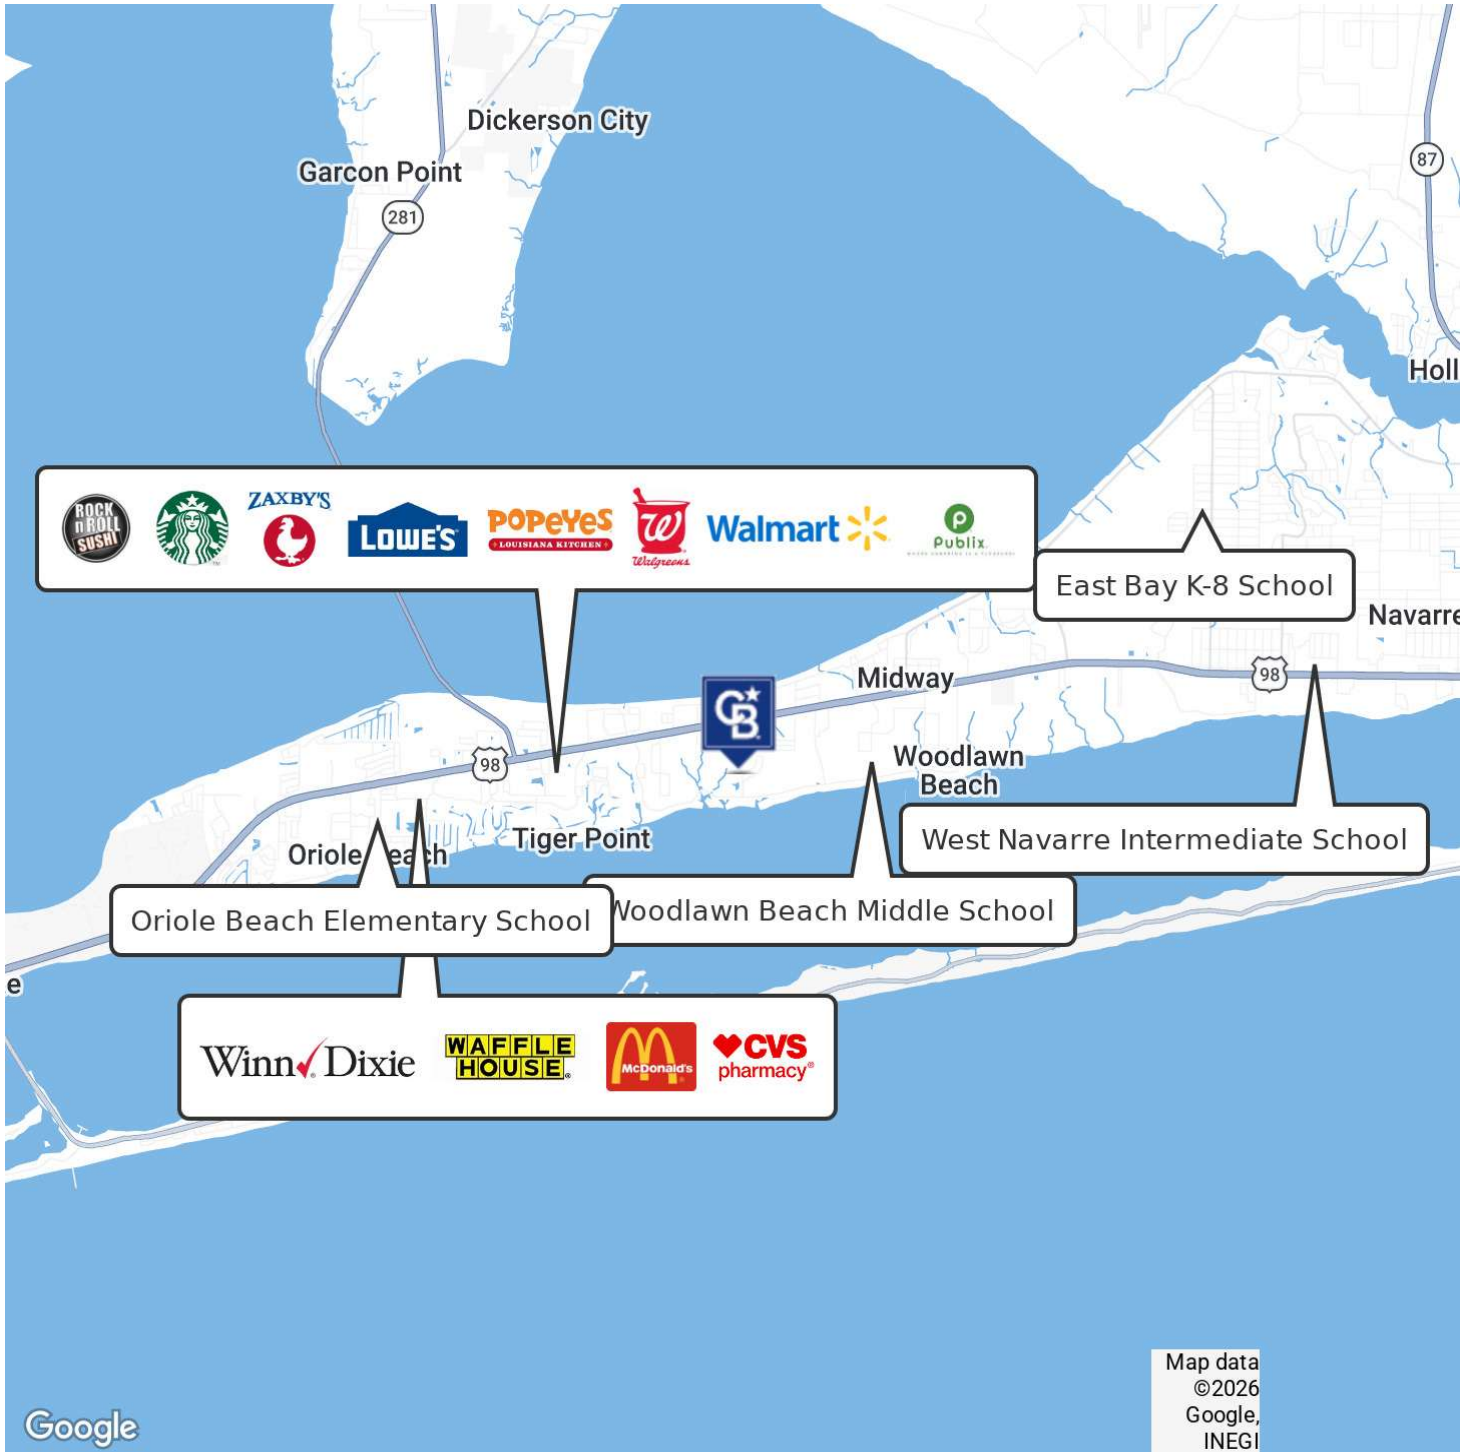 Dickerson City
Garcon Point
87
281
Holl
ROCK
n ROLL
SUSHI
ZAXBY'S
LOWE'S
POPEYES
LOUISIANA KITCHEN
W
Walgreens
Walmart
P
Publix
East Bay K-8 School
Navarre
Midway
98
CB
98
Woodlawn
Beach
Tiger Point
Oriole Beach
West Navarre Intermediate School
Oriole Beach Elementary School
Woodlawn Beach Middle School
e
Winn Dixie
WAFFLE
HOUSE
McDonald's
CVS
pharmacy
Map data
©2026
Google,
INEGI
Google